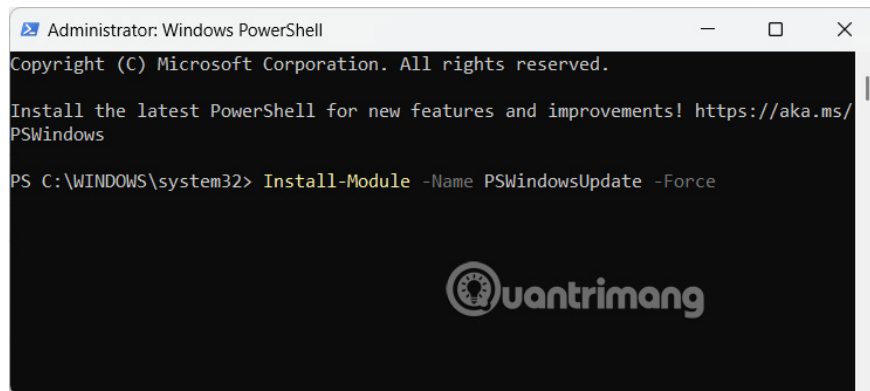 Administrator: Windows PowerShell
Copyright (C) Microsoft Corporation. All rights reserved.
Install the latest PowerShell for new features and improvements! https://aka.ms/
PSWindows
PS C:\WINDOWS\system32> Install-Module -Name PSWindowsUpdate -Force
Quantrimang